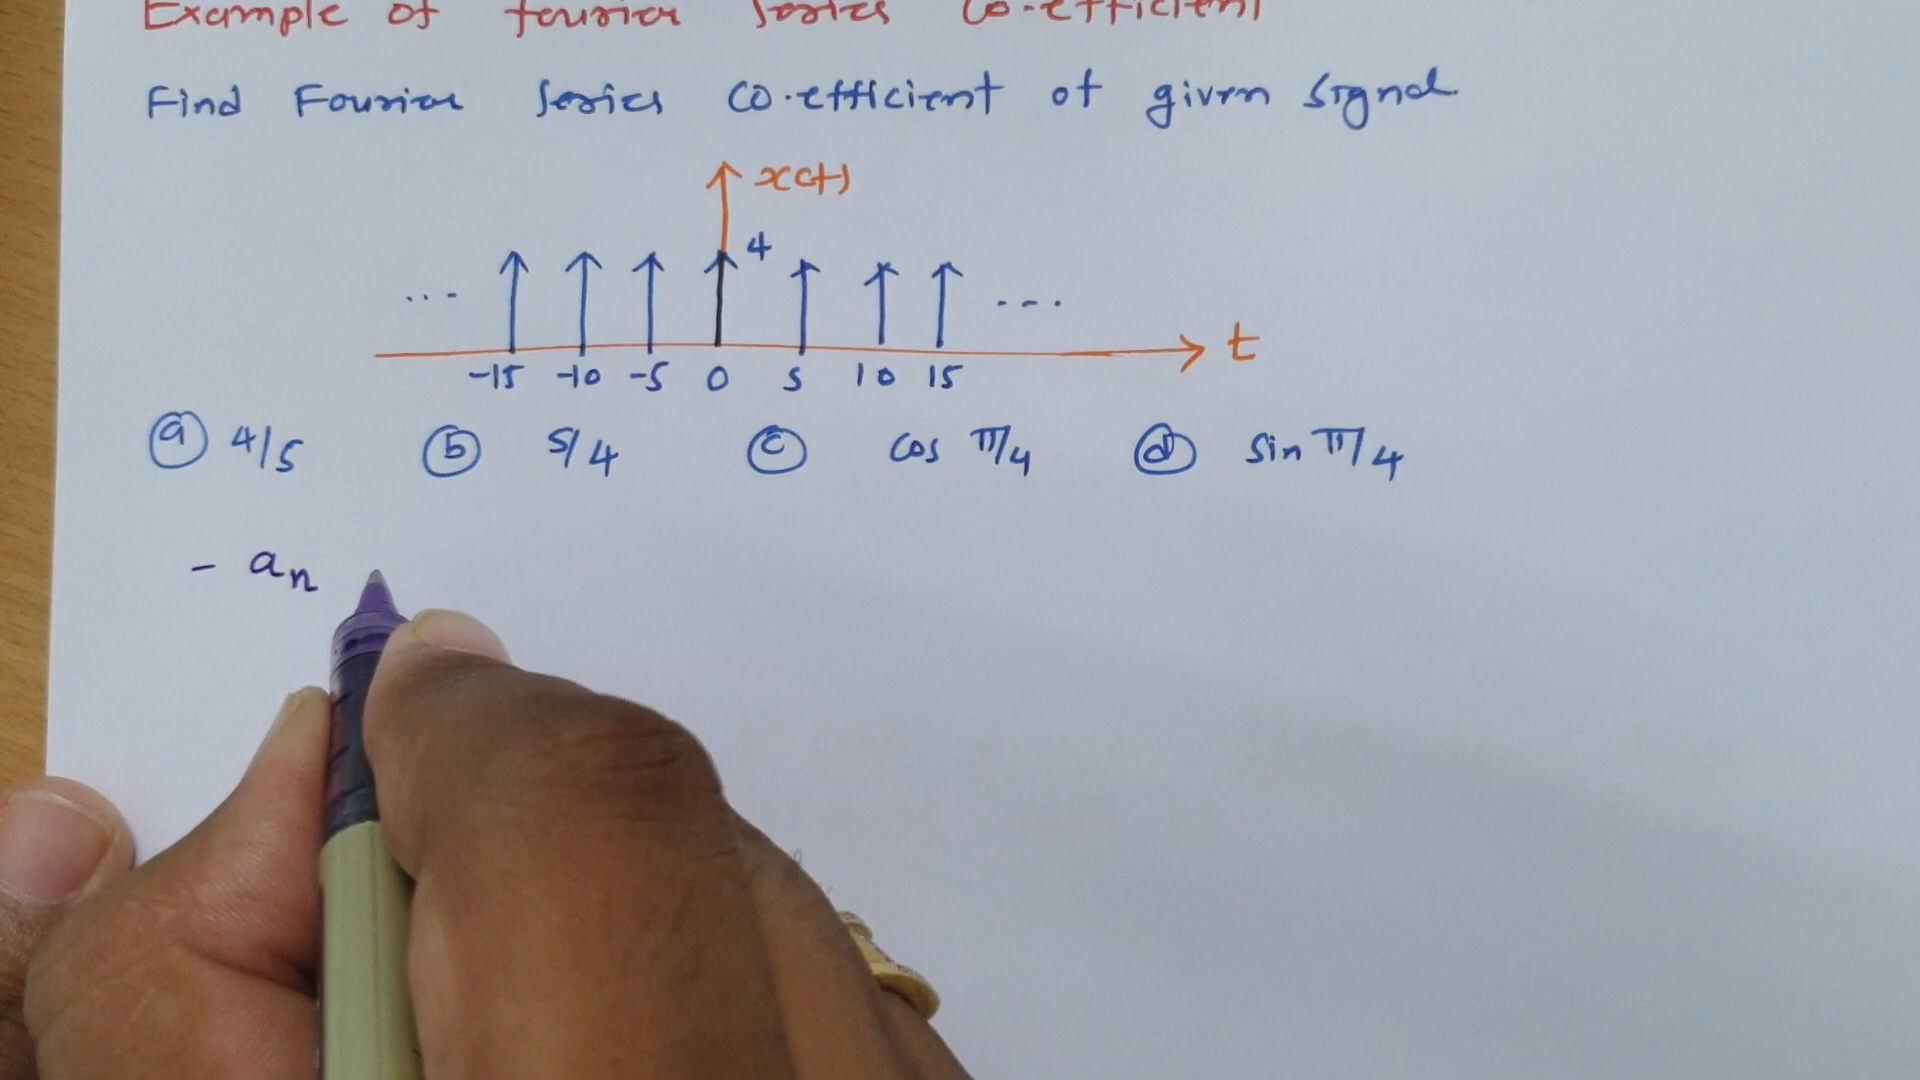 Example of fourier Series Co-efficient
Find Fourier Series CO-efficient of given signal
x(t)
4
... ...
t
-15 -10 -5 0 5 10 15
(a) 4/5 (b) 5/4 (c) cos π/4 (d) sin π/4
- an